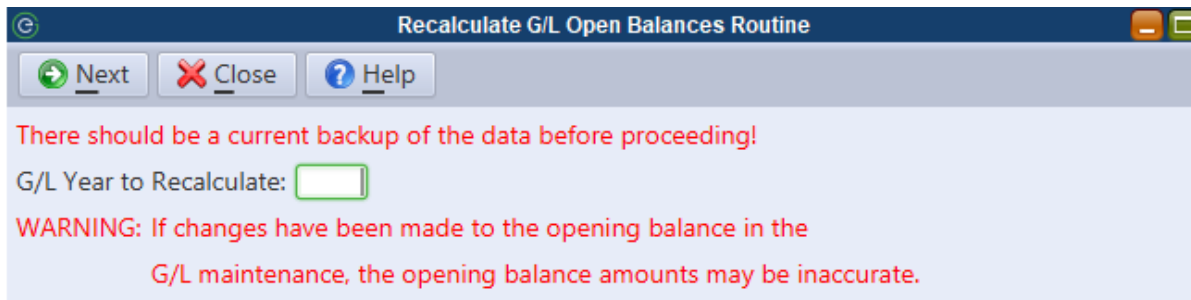 Recalculate G/L Open Balances Routine
Next Close Help
There should be a current backup of the data before proceeding!
G/L Year to Recalculate:
WARNING: If changes have been made to the opening balance in the
G/L maintenance, the opening balance amounts may be inaccurate.